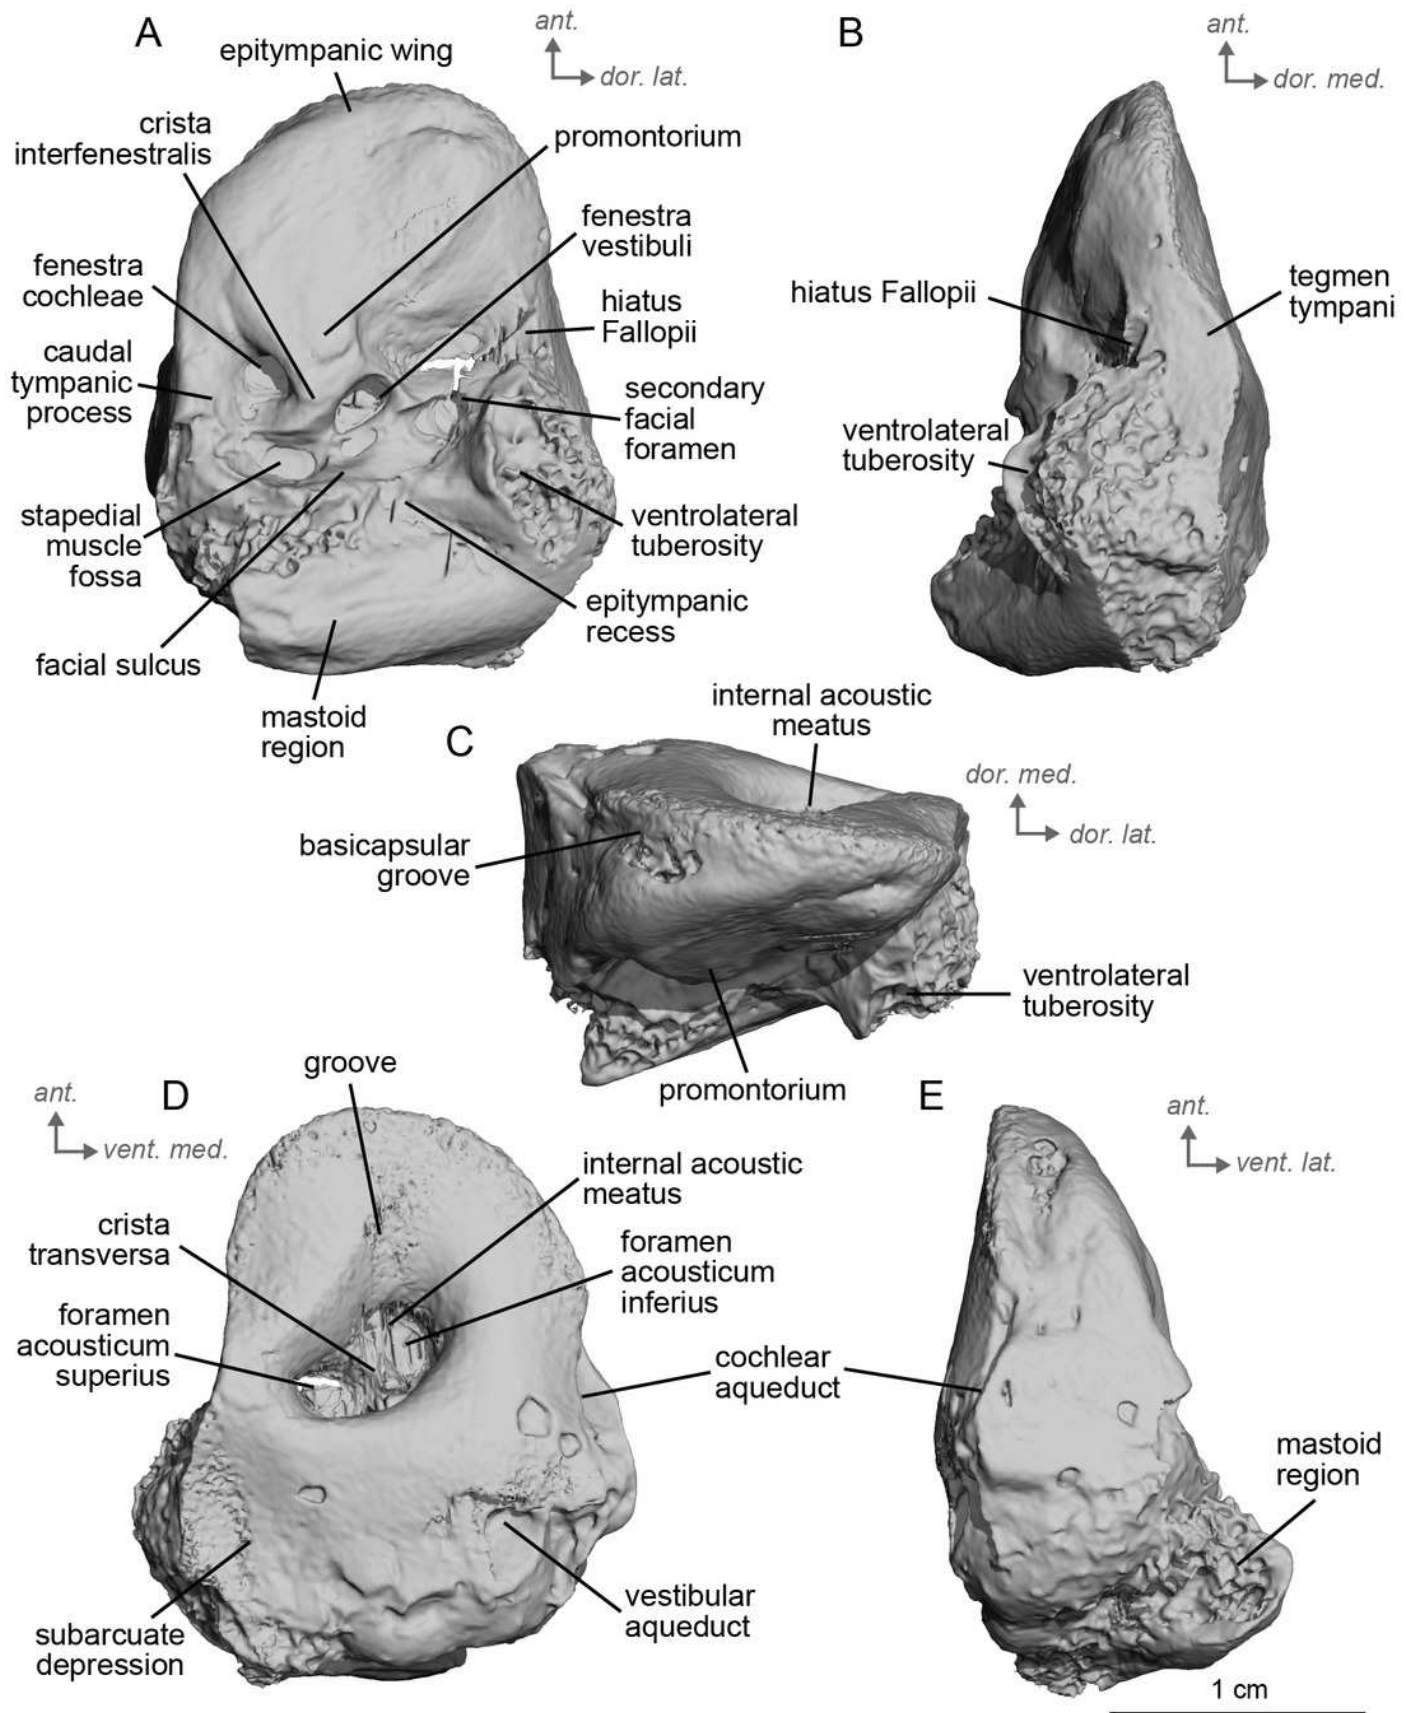 A
ant.
dor. lat.
epitympanic wing
crista
interfenestralis
promontorium
fenestra
vestibuli
fenestra
cochleae
hiatus
Fallopii
caudal
tympanic
process
secondary
facial
foramen
stapedial
muscle
fossa
ventrolateral
tuberosity
epitympanic
recess
facial sulcus
mastoid
region
B
ant.
dor. med.
hiatus Fallopii
tegmen
tympani
ventrolateral
tuberosity
C
internal acoustic
meatus
dor. med.
dor. lat.
basicapsular
groove
ventrolateral
tuberosity
promontorium
D
ant.
vent. med.
groove
internal acoustic
meatus
crista
transversa
foramen
acousticum
inferius
foramen
acousticum
superius
cochlear
aqueduct
vestibular
aqueduct
subarcuate
depression
E
ant.
vent. lat.
mastoid
region
1 cm